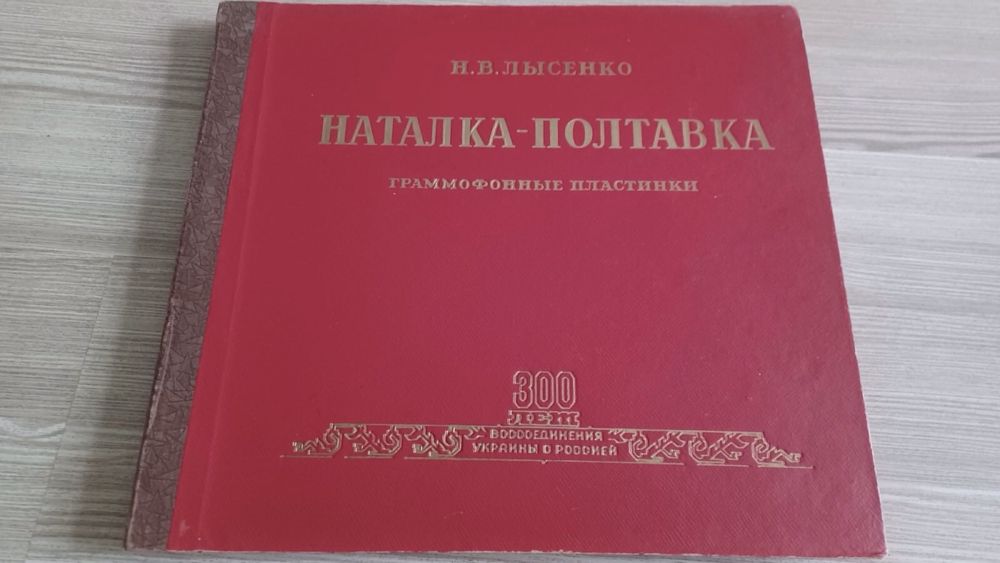 Н.В.ЛЫСЕНКО
НАТАЛКА-ПОЛТАВКА
ГРАММОФОННЫЕ ПЛАСТИНКИ
300
ЛЕТ
ВОССОЕДИНЕНИЯ
УКРАИНЫ С РОССИЕЙ